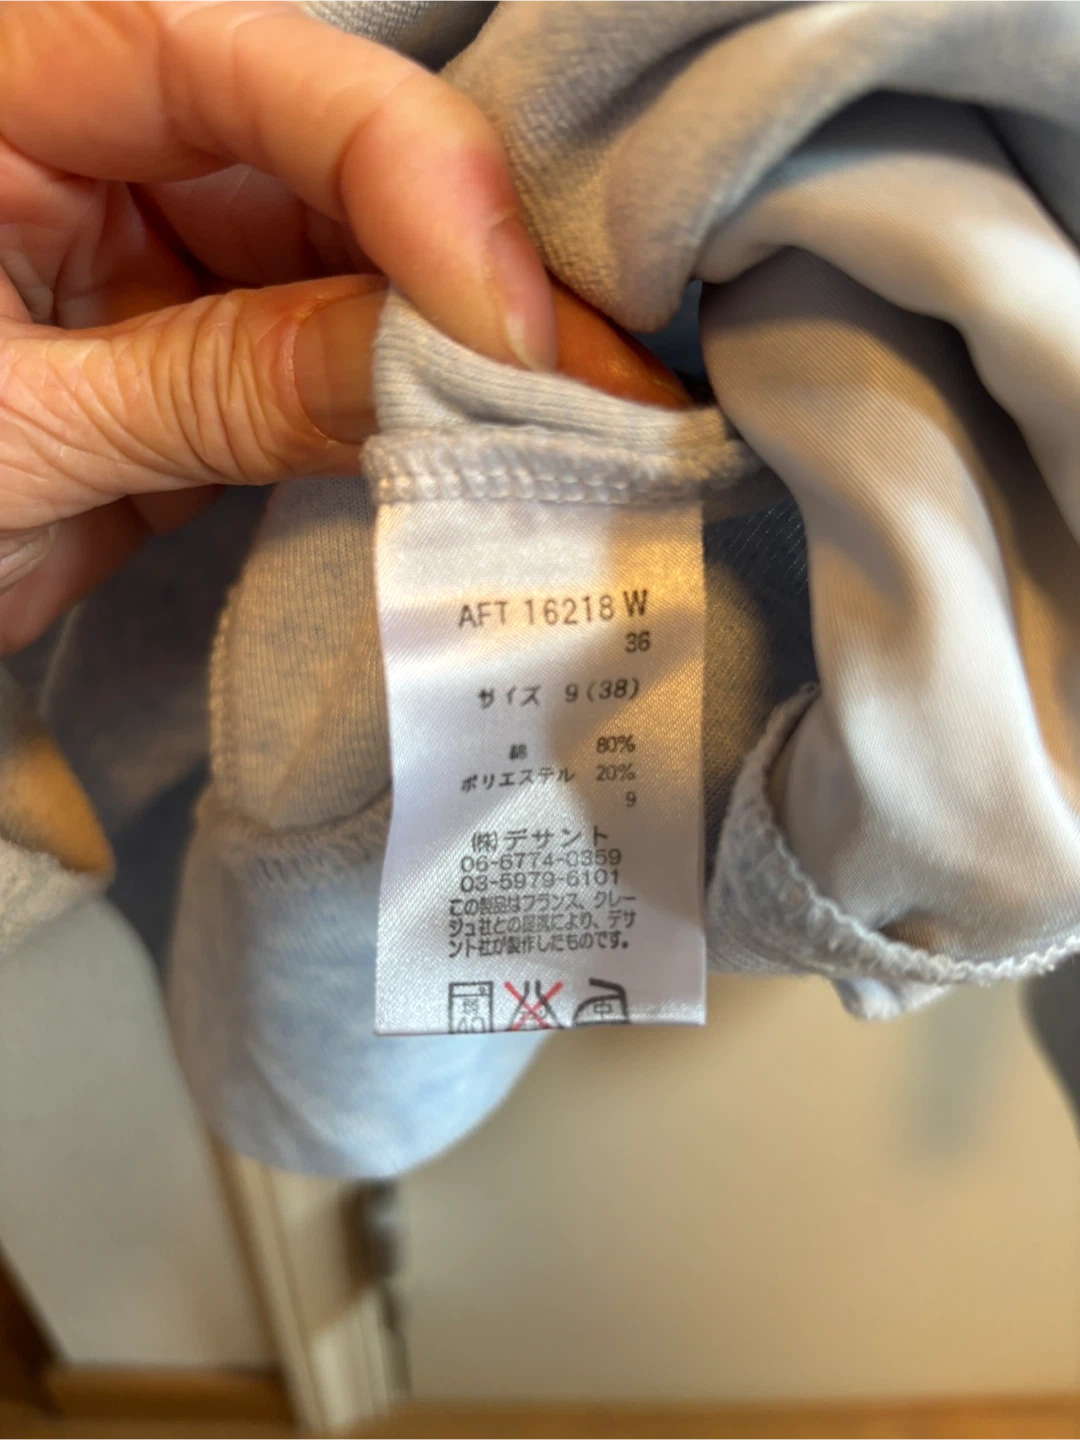 AFT 16218 W
36
サイズ 9(38)
綿 80%
ポリエステル 20%
9
(株)デサント
06-6774-0359
03-5979-6101
この製品はフランス、クレー
ジュ社との提携により、デサ
ント社が製作したものです。
弱
40
中